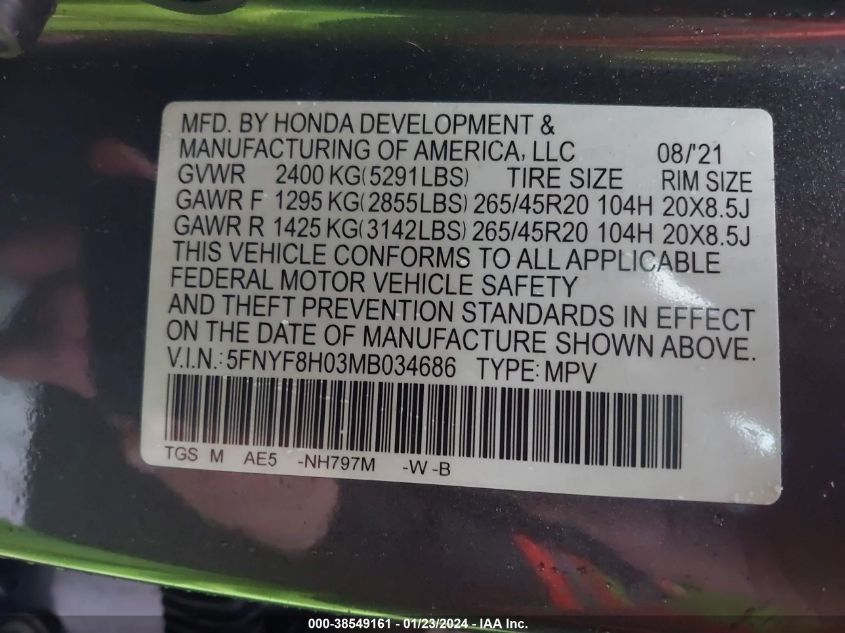 MFD. BY HONDA DEVELOPMENT &
MANUFACTURING OF AMERICA, LLC 08/'21
GVWR 2400 KG(5291LBS) TIRE SIZE RIM SIZE
GAWR F 1295 KG(2855LBS) 265/45R20 104H 20X8.5J
GAWR R 1425 KG(3142LBS) 265/45R20 104H 20X8.5J
THIS VEHICLE CONFORMS TO ALL APPLICABLE
FEDERAL MOTOR VEHICLE SAFETY
AND THEFT PREVENTION STANDARDS IN EFFECT
ON THE DATE OF MANUFACTURE SHOWN ABOVE.
V.I.N.: 5FNYF8H03MB034686 TYPE: MPV
TGS M AE5 -NH797M -W -B
000-38549161 - 01/23/2024 - IAA Inc.